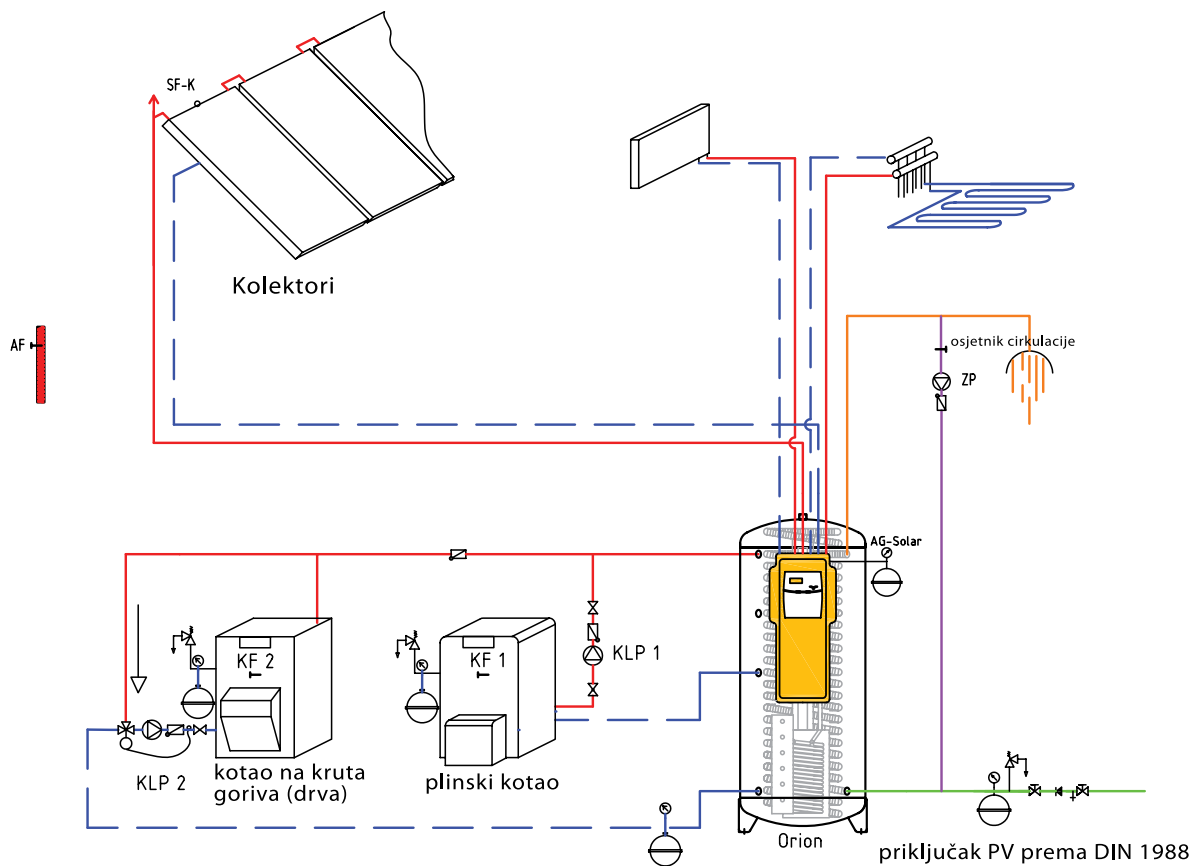 SF-K
Kolektori
AF
osjetnik cirkulacije
ZP
AG-Solar
KF 2
KF 1
KLP 1
KLP 2
kotao na kruta
goriva (drva)
plinski kotao
Orion
priključak PV prema DIN 1988